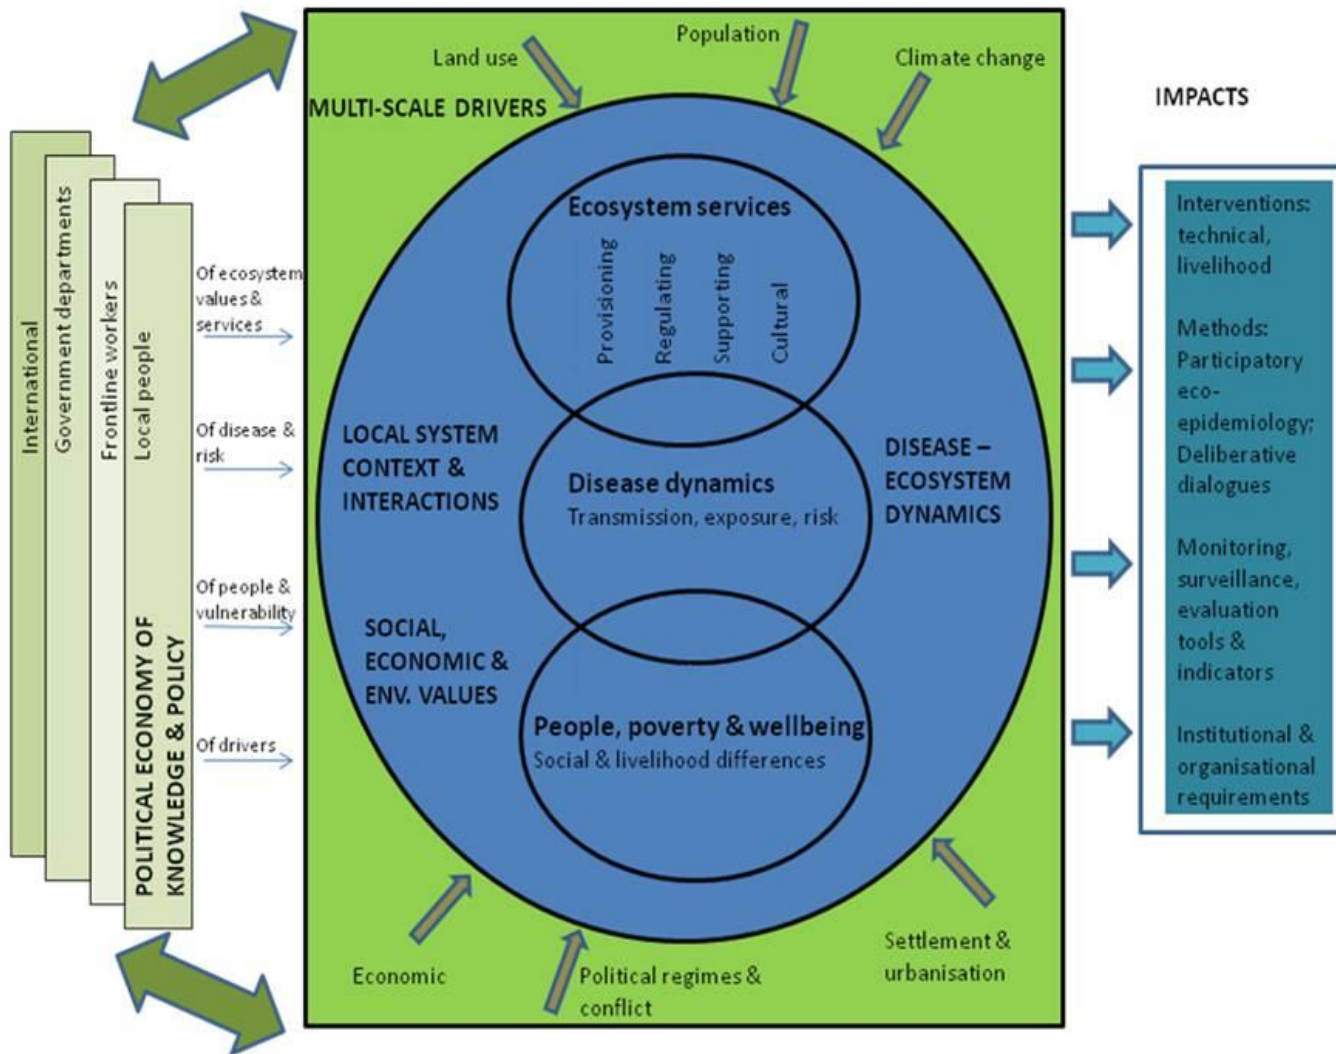 International
Government departments
Frontline workers
Local people
POLITICAL ECONOMY OF
KNOWLEDGE & POLICY
Of ecosystem
values &
services
Of disease &
risk
Of people &
vulnerability
Of drivers
Land use
Population
Climate change
MULTI-SCALE DRIVERS
Ecosystem services
Provisioning
Regulating
Supporting
Cultural
LOCAL SYSTEM
CONTEXT &
INTERACTIONS
Disease dynamics
Transmission, exposure, risk
DISEASE –
ECOSYSTEM
DYNAMICS
SOCIAL,
ECONOMIC &
ENV. VALUES
People, poverty & wellbeing
Social & livelihood differences
Economic
Political regimes &
conflict
Settlement &
urbanisation
IMPACTS
Interventions:
technical,
livelihood
Methods:
Participatory
eco-
epidemiology;
Deliberative
dialogues
Monitoring,
surveillance,
evaluation
tools &
indicators
Institutional &
organisational
requirements